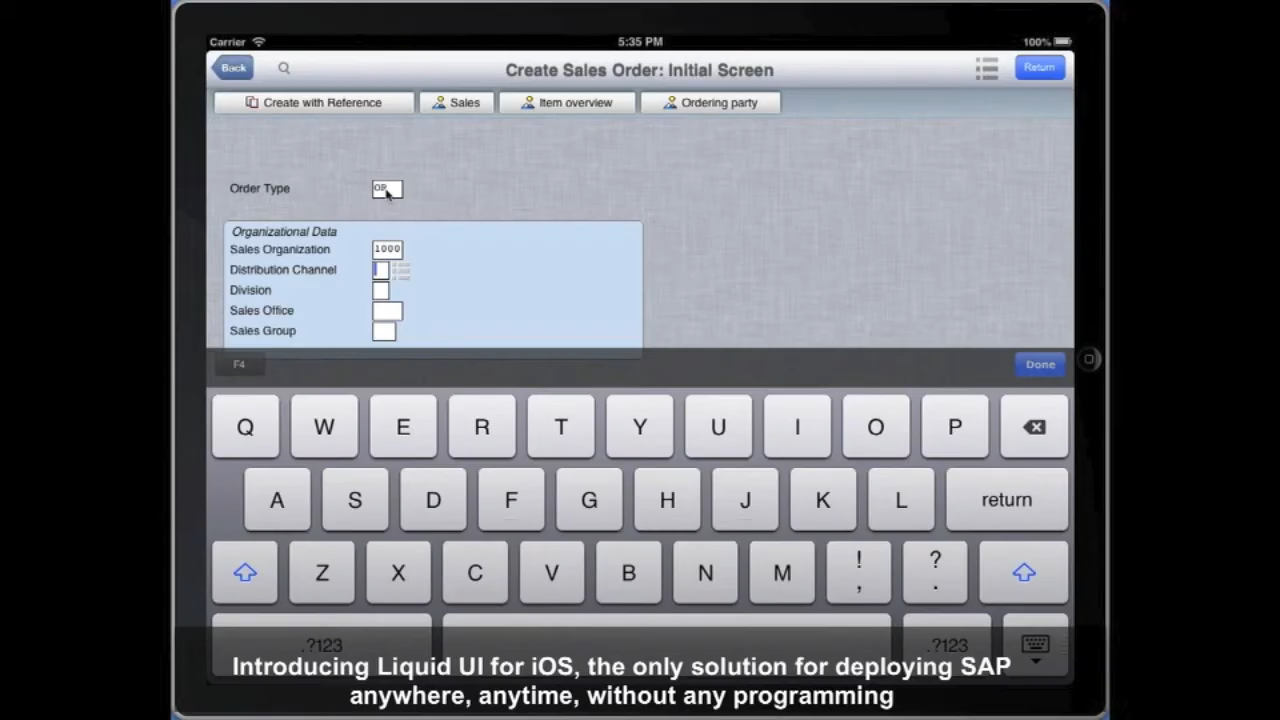 Carrier
5:35 PM
100%
Back
Create Sales Order: Initial Screen
Return
Create with Reference
Sales
Item overview
Ordering party
Order Type
OR
Organizational Data
Sales Organization
1000
Distribution Channel
Division
Sales Office
Sales Group
F4
Done
Q W E R T Y U I O P
A S D F G H J K L return
Z X C V B N M ! , ? .
.?123
.?123
Introducing Liquid UI for iOS, the only solution for deploying SAP
anywhere, anytime, without any programming